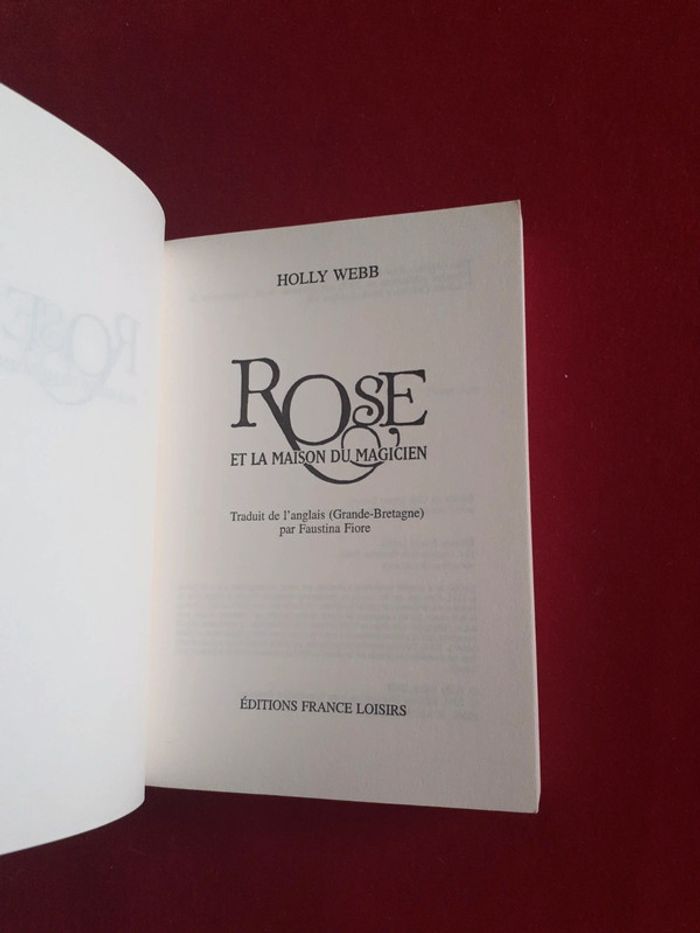 HOLLY WEBB
ROSE
ET LA MAISON DU MAGICIEN
Traduit de l'anglais (Grande-Bretagne)
par Faustina Fiore
ÉDITIONS FRANCE LOISIRS
ROSE